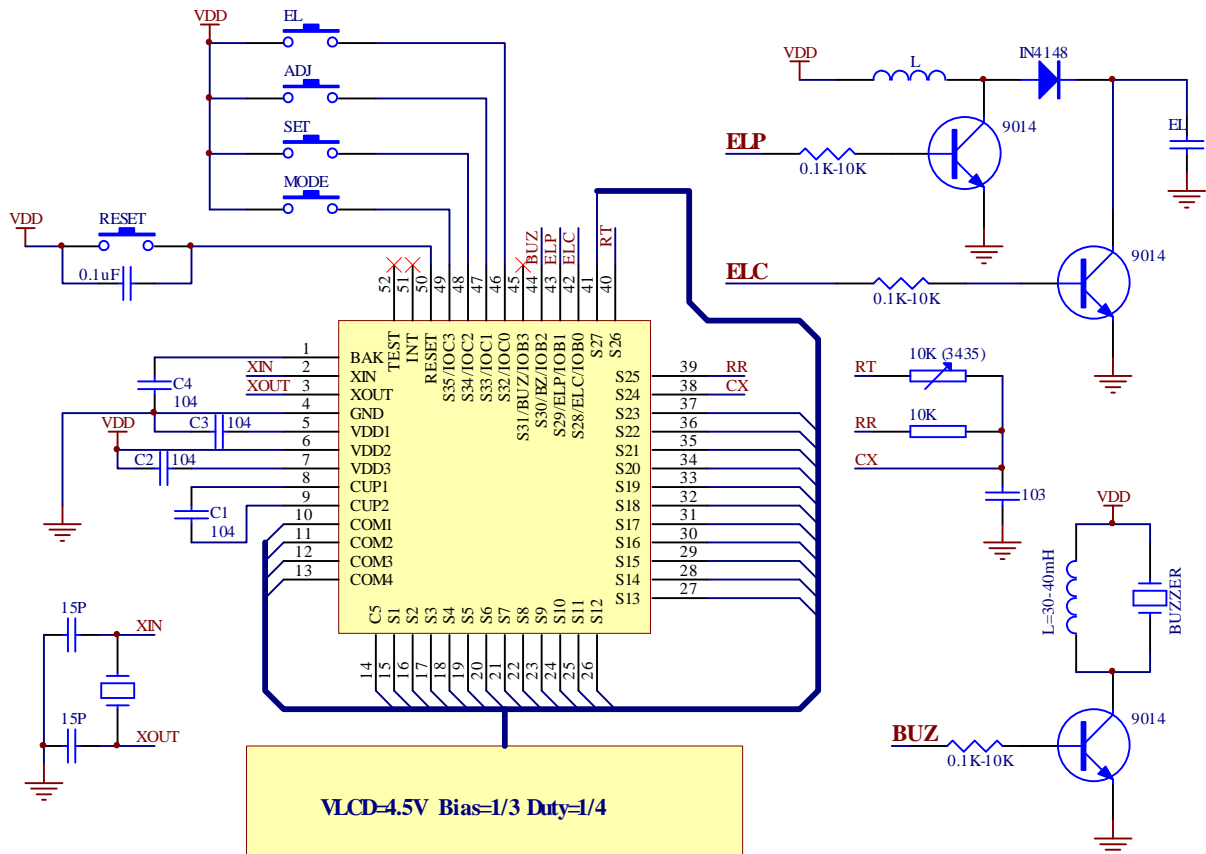 VDD
EL
ADJ
SET
MODE
VDD
RESET
0.1uF
52
51
50
49
48
47
46
45
44
43
42
41
40
BUZ
ELP
ELC
RT
TEST
INT
RESET
S35/IOC3
S34/IOC2
S33/IOC1
S32/IOC0
S31/BUZ/IOB3
S30/BZ/IOB2
S29/ELP/IOB1
S28/ELC/IOB0
S27
S26
1 BAK
XIN 2 XIN
XOUT 3 XOUT
4 GND
5 VDD1
6 VDD2
7 VDD3
8 CUP1
9 CUP2
10 COM1
11 COM2
12 COM3
13 COM4
C4
104
VDD
C3 104
C2 104
C1
104
S25 39 RR
S24 38 CX
S23 37
S22 36
S21 35
S20 34
S19 33
S18 32
S17 31
S16 30
S15 29
S14 28
S13 27
C5
S1
S2
S3
S4
S5
S6
S7
S8
S9
S10
S11
S12
14
15
16
17
18
19
20
21
22
23
24
25
26
15P
XIN
15P
XOUT
VLCD=4.5V Bias=1/3 Duty=1/4
VDD
L
IN4148
9014
EL
ELP
0.1K-10K
9014
ELC
0.1K-10K
RT
10K (3435)
RR
10K
CX
103
VDD
L=30-40mH
BUZZER
9014
BUZ
0.1K-10K